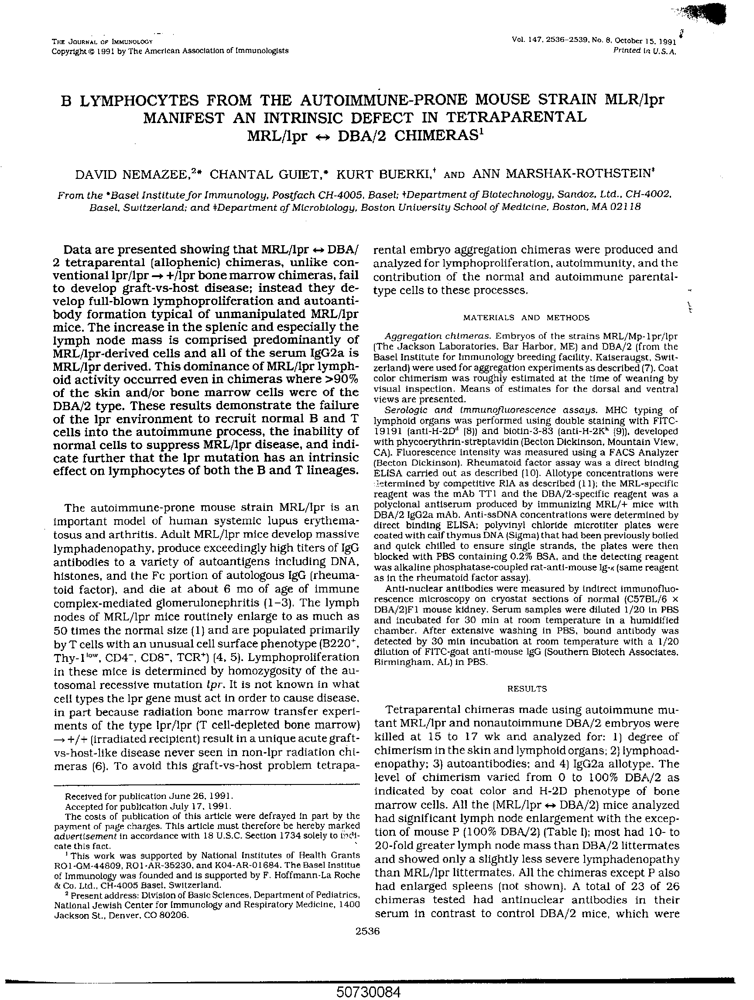 THE JOURNAL OF IMMUNOLOGY
Copyright © 1991 by The American Association of Immunologists
Vol. 147, 2536-2539, No. 8, October 15, 1991
Printed in U.S.A.
B LYMPHOCYTES FROM THE AUTOIMMUNE-PRONE MOUSE STRAIN MLR/lpr
MANIFEST AN INTRINSIC DEFECT IN TETRAPARENTAL
MRL/lpr ↔ DBA/2 CHIMERAS¹
DAVID NEMAZEE,²* CHANTAL GUIET,* KURT BUERKI,† AND ANN MARSHAK-ROTHSTEIN‡
From the *Basel Institute for Immunology, Postfach CH-4005, Basel; †Department of Biotechnology, Sandoz, Ltd., CH-4002,
Basel, Switzerland; and ‡Department of Microbiology, Boston University School of Medicine, Boston, MA 02118
Data are presented showing that MRL/lpr ↔ DBA/
2 tetraparental (allophenic) chimeras, unlike con-
ventional lpr/lpr → +/lpr bone marrow chimeras, fail
to develop graft-vs-host disease; instead they de-
velop full-blown lymphoproliferation and autoanti-
body formation typical of unmanipulated MRL/lpr
mice. The increase in the splenic and especially the
lymph node mass is comprised predominantly of
MRL/lpr-derived cells and all of the serum IgG2a is
MRL/lpr derived. This dominance of MRL/lpr lymph-
oid activity occurred even in chimeras where >90%
of the skin and/or bone marrow cells were of the
DBA/2 type. These results demonstrate the failure
of the lpr environment to recruit normal B and T
cells into the autoimmune process, the inability of
normal cells to suppress MRL/lpr disease, and indi-
cate further that the lpr mutation has an intrinsic
effect on lymphocytes of both the B and T lineages.
The autoimmune-prone mouse strain MRL/lpr is an
important model of human systemic lupus erythema-
tosus and arthritis. Adult MRL/lpr mice develop massive
lymphadenopathy, produce exceedingly high titers of IgG
antibodies to a variety of autoantigens including DNA,
histones, and the Fc portion of autologous IgG (rheuma-
toid factor), and die at about 6 mo of age of immune
complex-mediated glomerulonephritis (1-3). The lymph
nodes of MRL/lpr mice routinely enlarge to as much as
50 times the normal size (1) and are populated primarily
by T cells with an unusual cell surface phenotype (B220⁺,
Thy-1ˡᵒʷ, CD4⁻, CD8⁻, TCR⁺) (4, 5). Lymphoproliferation
in these mice is determined by homozygosity of the au-
tosomal recessive mutation lpr. It is not known in what
cell types the lpr gene must act in order to cause disease,
in part because radiation bone marrow transfer experi-
ments of the type lpr/lpr (T cell-depleted bone marrow)
→ +/+ (irradiated recipient) result in a unique acute graft-
vs-host-like disease never seen in non-lpr radiation chi-
meras (6). To avoid this graft-vs-host problem tetrapa-
Received for publication June 26, 1991.
Accepted for publication July 17, 1991.
The costs of publication of this article were defrayed in part by the
payment of page charges. This article must therefore be hereby marked
advertisement in accordance with 18 U.S.C. Section 1734 solely to indi-
cate this fact.
¹ This work was supported by National Institutes of Health Grants
RO1-GM-44809, RO1-AR-35230, and K04-AR-01684. The Basel Institue
of Immunology was founded and is supported by F. Hoffmann-La Roche
& Co. Ltd., CH-4005 Basel, Switzerland.
² Present address: Division of Basic Sciences, Department of Pediatrics,
National Jewish Center for Immunology and Respiratory Medicine, 1400
Jackson St., Denver, CO 80206.
rental embryo aggregation chimeras were produced and
analyzed for lymphoproliferation, autoimmunity, and the
contribution of the normal and autoimmune parental-
type cells to these processes.
MATERIALS AND METHODS
Aggregation chimeras. Embryos of the strains MRL/Mp-lpr/lpr
(The Jackson Laboratories, Bar Harbor, ME) and DBA/2 (from the
Basel Institute for Immunology breeding facility, Kaiseraugst, Swit-
zerland) were used for aggregation experiments as described (7). Coat
color chimerism was roughly estimated at the time of weaning by
visual inspection. Means of estimates for the dorsal and ventral
views are presented.
Serologic and immunofluorescence assays. MHC typing of
lymphoid organs was performed using double staining with FITC-
19191 (anti-H-2Dᵈ [8]) and biotin-3-83 (anti-H-2Kᵏ [9]), developed
with phycoerythrin-streptavidin (Becton Dickinson, Mountain View,
CA). Fluorescence intensity was measured using a FACS Analyzer
(Becton Dickinson). Rheumatoid factor assay was a direct binding
ELISA carried out as described (10). Allotype concentrations were
determined by competitive RIA as described (11); the MRL-specific
reagent was the mAb TT1 and the DBA/2-specific reagent was a
polyclonal antiserum produced by immunizing MRL/+ mice with
DBA/2 IgG2a mAb. Anti-ssDNA concentrations were determined by
direct binding ELISA; polyvinyl chloride microtiter plates were
coated with calf thymus DNA (Sigma) that had been previously boiled
and quick chilled to ensure single strands, the plates were then
blocked with PBS containing 0.2% BSA, and the detecting reagent
was alkaline phosphatase-coupled rat-anti-mouse Ig-κ (same reagent
as in the rheumatoid factor assay).
Anti-nuclear antibodies were measured by indirect immunofluo-
rescence microscopy on cryostat sections of normal (C57BL/6 ×
DBA/2)F1 mouse kidney. Serum samples were diluted 1/20 in PBS
and incubated for 30 min at room temperature in a humidified
chamber. After extensive washing in PBS, bound antibody was
detected by 30 min incubation at room temperature with a 1/20
dilution of FITC-goat anti-mouse IgG (Southern Biotech Associates,
Birmingham, AL) in PBS.
RESULTS
Tetraparental chimeras made using autoimmune mu-
tant MRL/lpr and nonautoimmune DBA/2 embryos were
killed at 15 to 17 wk and analyzed for: 1) degree of
chimerism in the skin and lymphoid organs; 2) lymphoad-
enopathy; 3) autoantibodies; and 4) IgG2a allotype. The
level of chimerism varied from 0 to 100% DBA/2 as
indicated by coat color and H-2D phenotype of bone
marrow cells. All the (MRL/lpr ↔ DBA/2) mice analyzed
had significant lymph node enlargement with the excep-
tion of mouse P (100% DBA/2) (Table I); most had 10- to
20-fold greater lymph node mass than DBA/2 littermates
and showed only a slightly less severe lymphadenopathy
than MRL/lpr littermates. All the chimeras except P also
had enlarged spleens (not shown). A total of 23 of 26
chimeras tested had antinuclear antibodies in their
serum in contrast to control DBA/2 mice, which were
2536
50730084